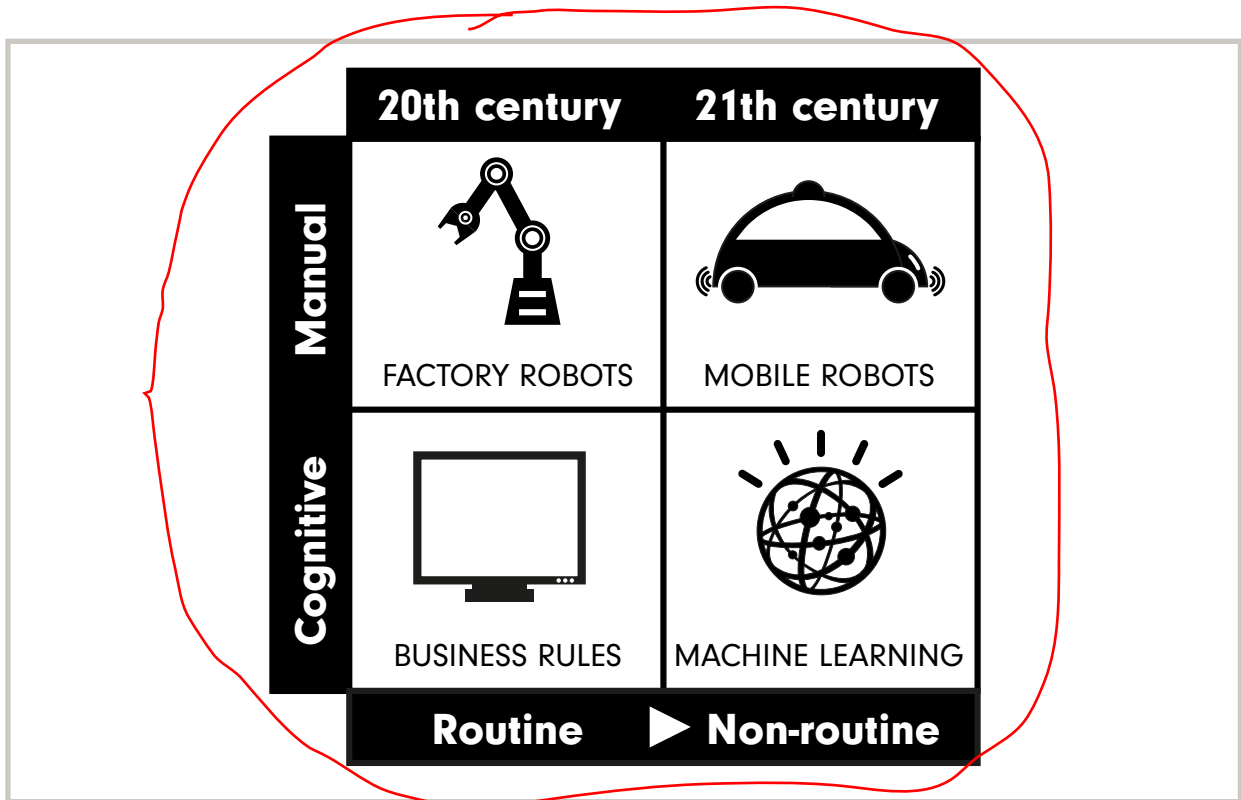 20th century 21th century
Manual
FACTORY ROBOTS MOBILE ROBOTS
Cognitive
BUSINESS RULES MACHINE LEARNING
Routine ▶ Non-routine